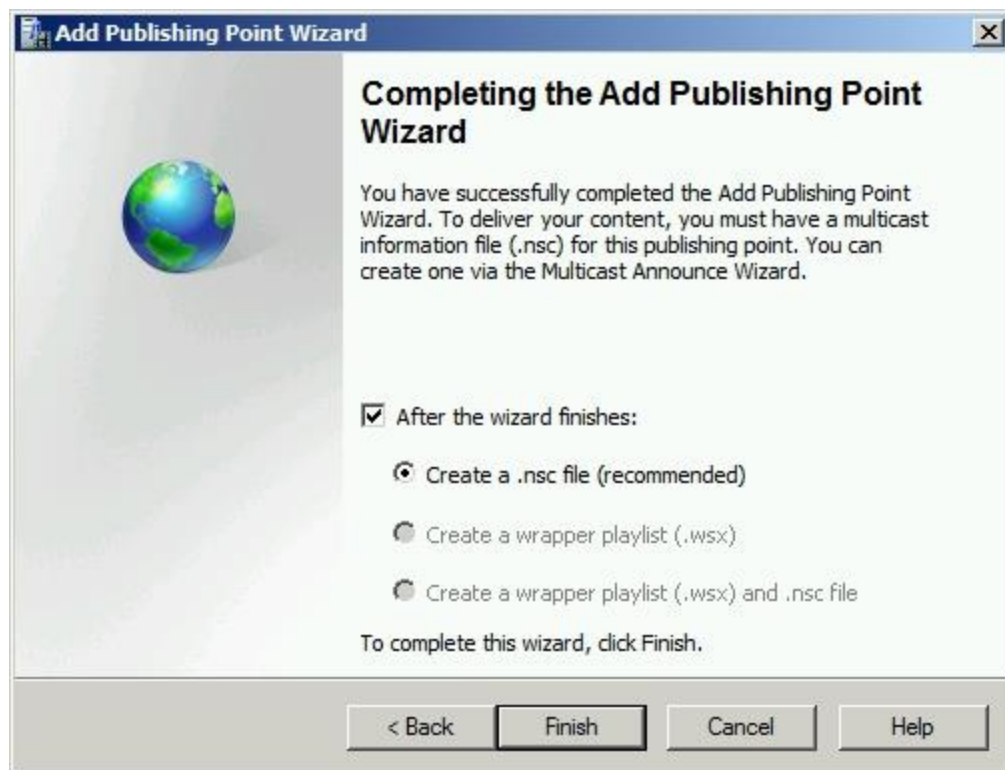 Add Publishing Point Wizard
Completing the Add Publishing Point
Wizard
You have successfully completed the Add Publishing Point
Wizard. To deliver your content, you must have a multicast
information file (.nsc) for this publishing point. You can
create one via the Multicast Announce Wizard.
After the wizard finishes:
Create a .nsc file (recommended)
Create a wrapper playlist (.wsx)
Create a wrapper playlist (.wsx) and .nsc file
To complete this wizard, click Finish.
< Back Finish Cancel Help